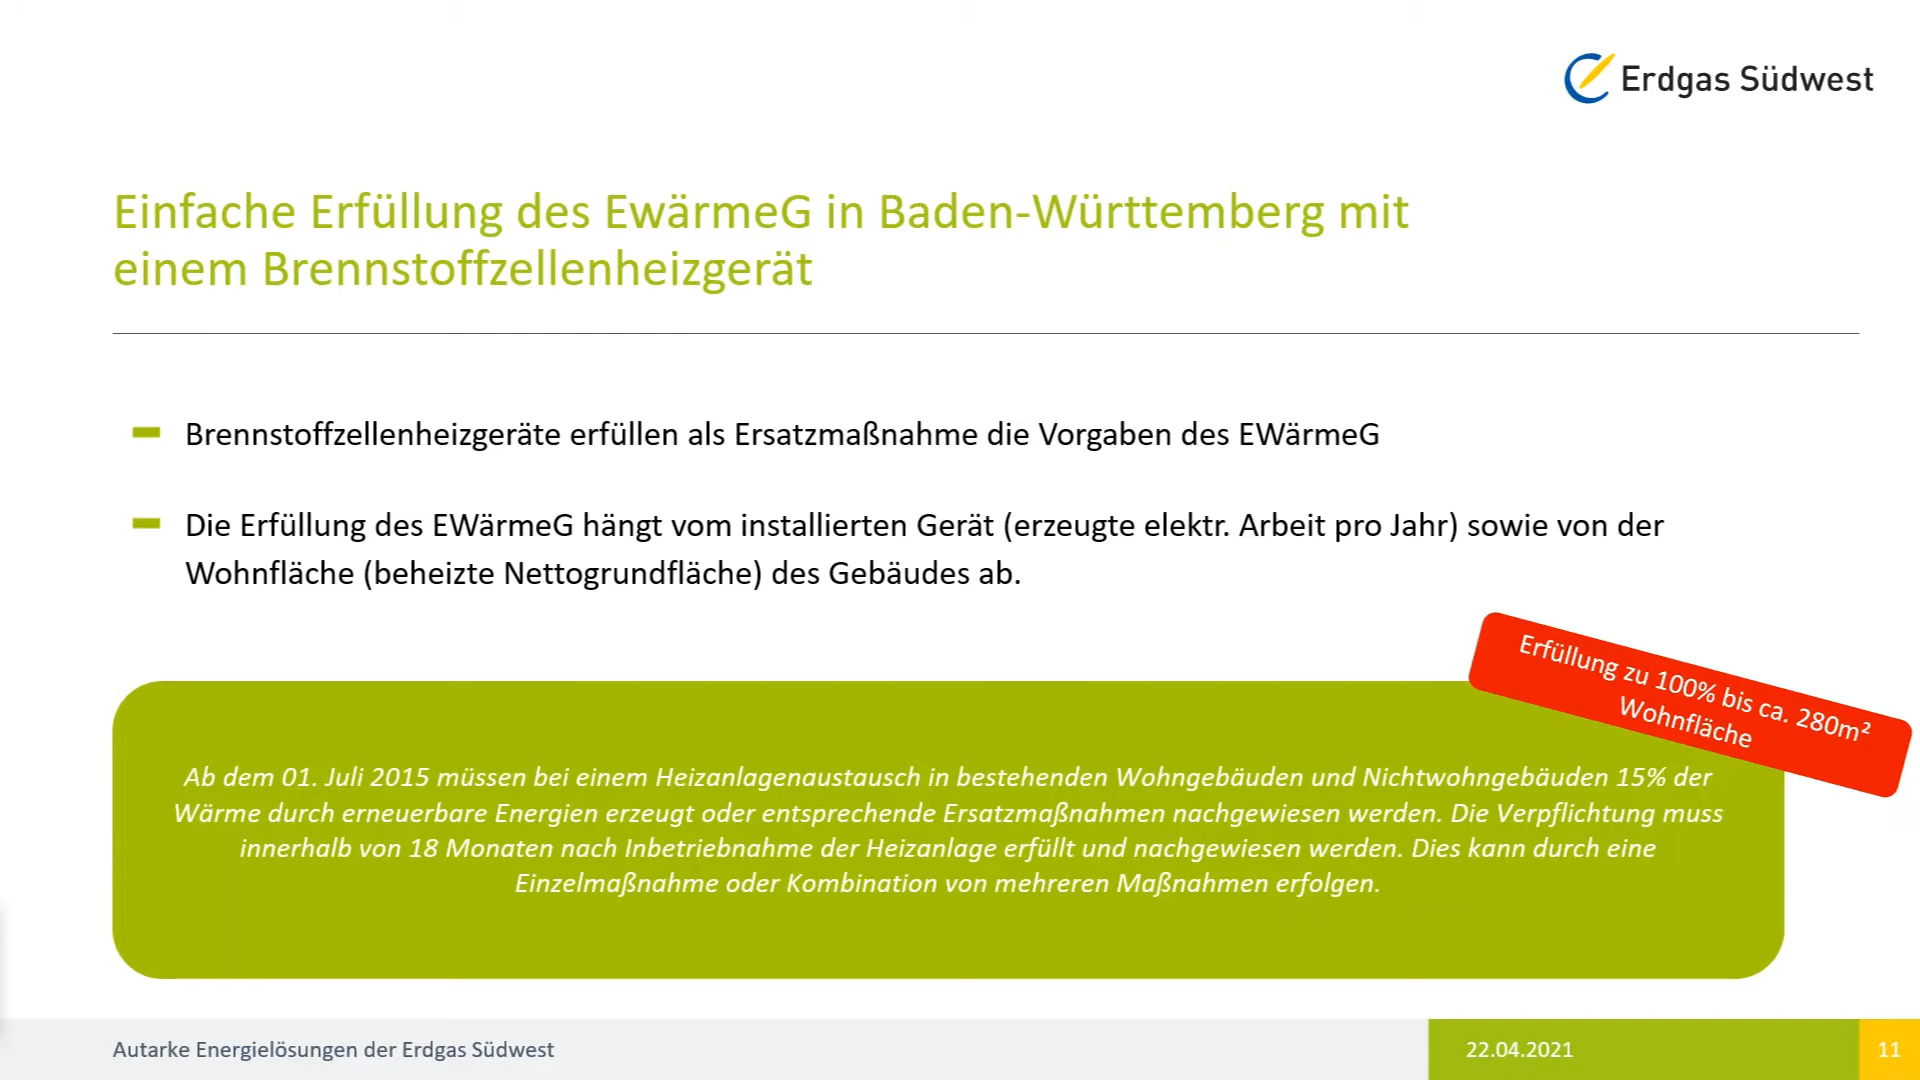 Erdgas Südwest
Einfache Erfüllung des EwärmeG in Baden-Württemberg mit
einem Brennstoffzellenheizgerät
Brennstoffzellenheizgeräte erfüllen als Ersatzmaßnahme die Vorgaben des EWärmeG
Die Erfüllung des EWärmeG hängt vom installierten Gerät (erzeugte elektr. Arbeit pro Jahr) sowie von der
Wohnfläche (beheizte Nettogrundfläche) des Gebäudes ab.
Erfüllung zu 100% bis ca. 280m²
Wohnfläche
Ab dem 01. Juli 2015 müssen bei einem Heizanlagenaustausch in bestehenden Wohngebäuden und Nichtwohngebäuden 15% der
Wärme durch erneuerbare Energien erzeugt oder entsprechende Ersatzmaßnahmen nachgewiesen werden. Die Verpflichtung muss
innerhalb von 18 Monaten nach Inbetriebnahme der Heizanlage erfüllt und nachgewiesen werden. Dies kann durch eine
Einzelmaßnahme oder Kombination von mehreren Maßnahmen erfolgen.
Autarke Energielösungen der Erdgas Südwest
22.04.2021
11